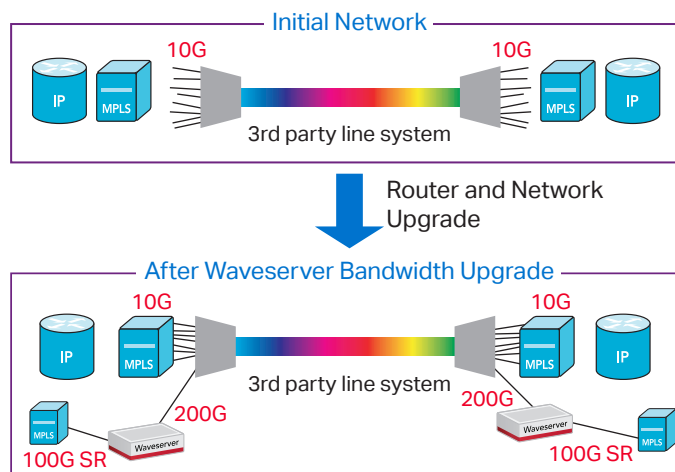 Initial Network
10G
10G
IP
MPLS
MPLS
IP
3rd party line system
Router and Network
Upgrade
After Waveserver Bandwidth Upgrade
10G
10G
IP
MPLS
MPLS
IP
3rd party line system
MPLS
200G
Waveserver
100G SR
200G
Waveserver
100G SR
MPLS